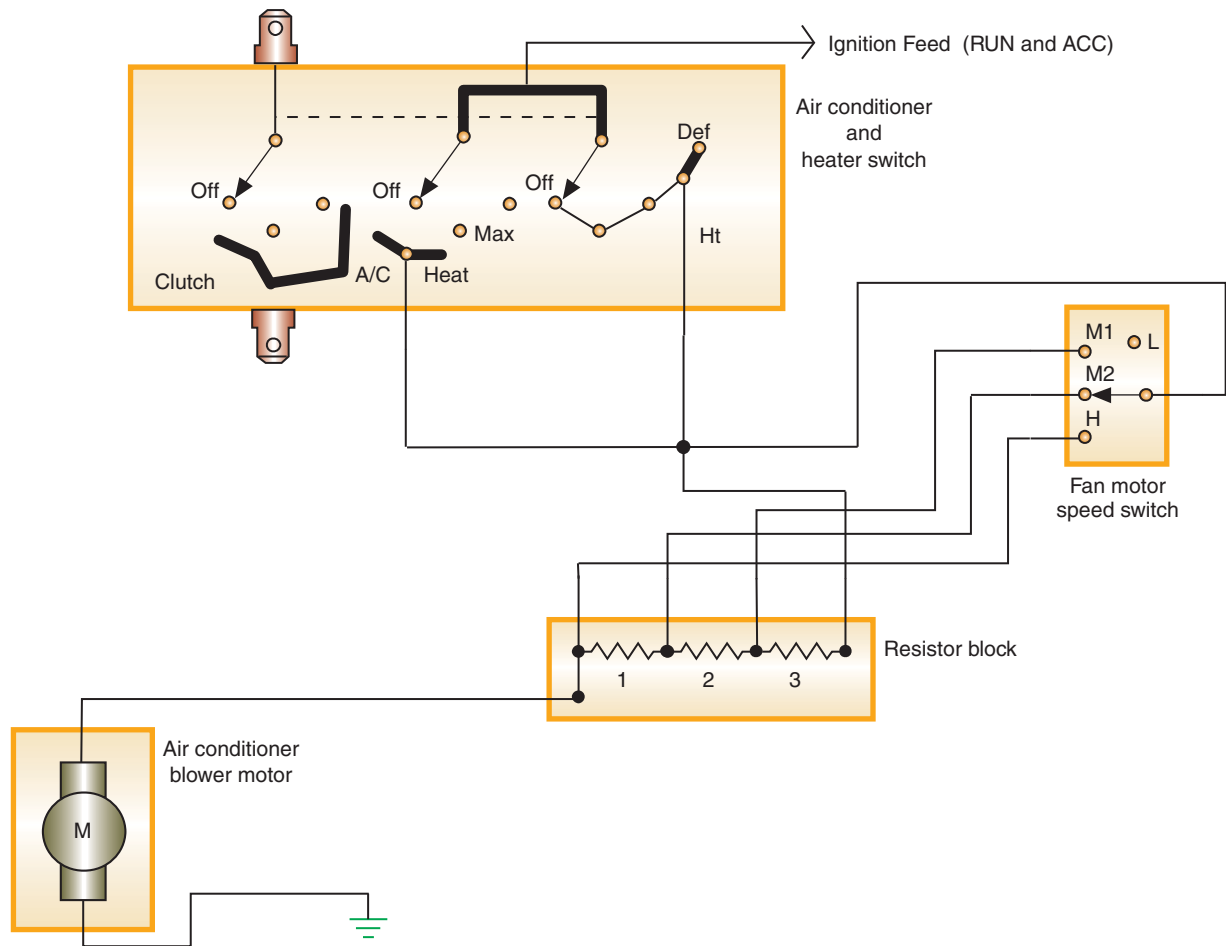 Ignition Feed (RUN and ACC)
Air conditioner
and
heater switch
Def
Off
Off
Off
Max
Ht
Clutch
A/C
Heat
M1
L
M2
H
Fan motor
speed switch
Resistor block
1
2
3
Air conditioner
blower motor
M